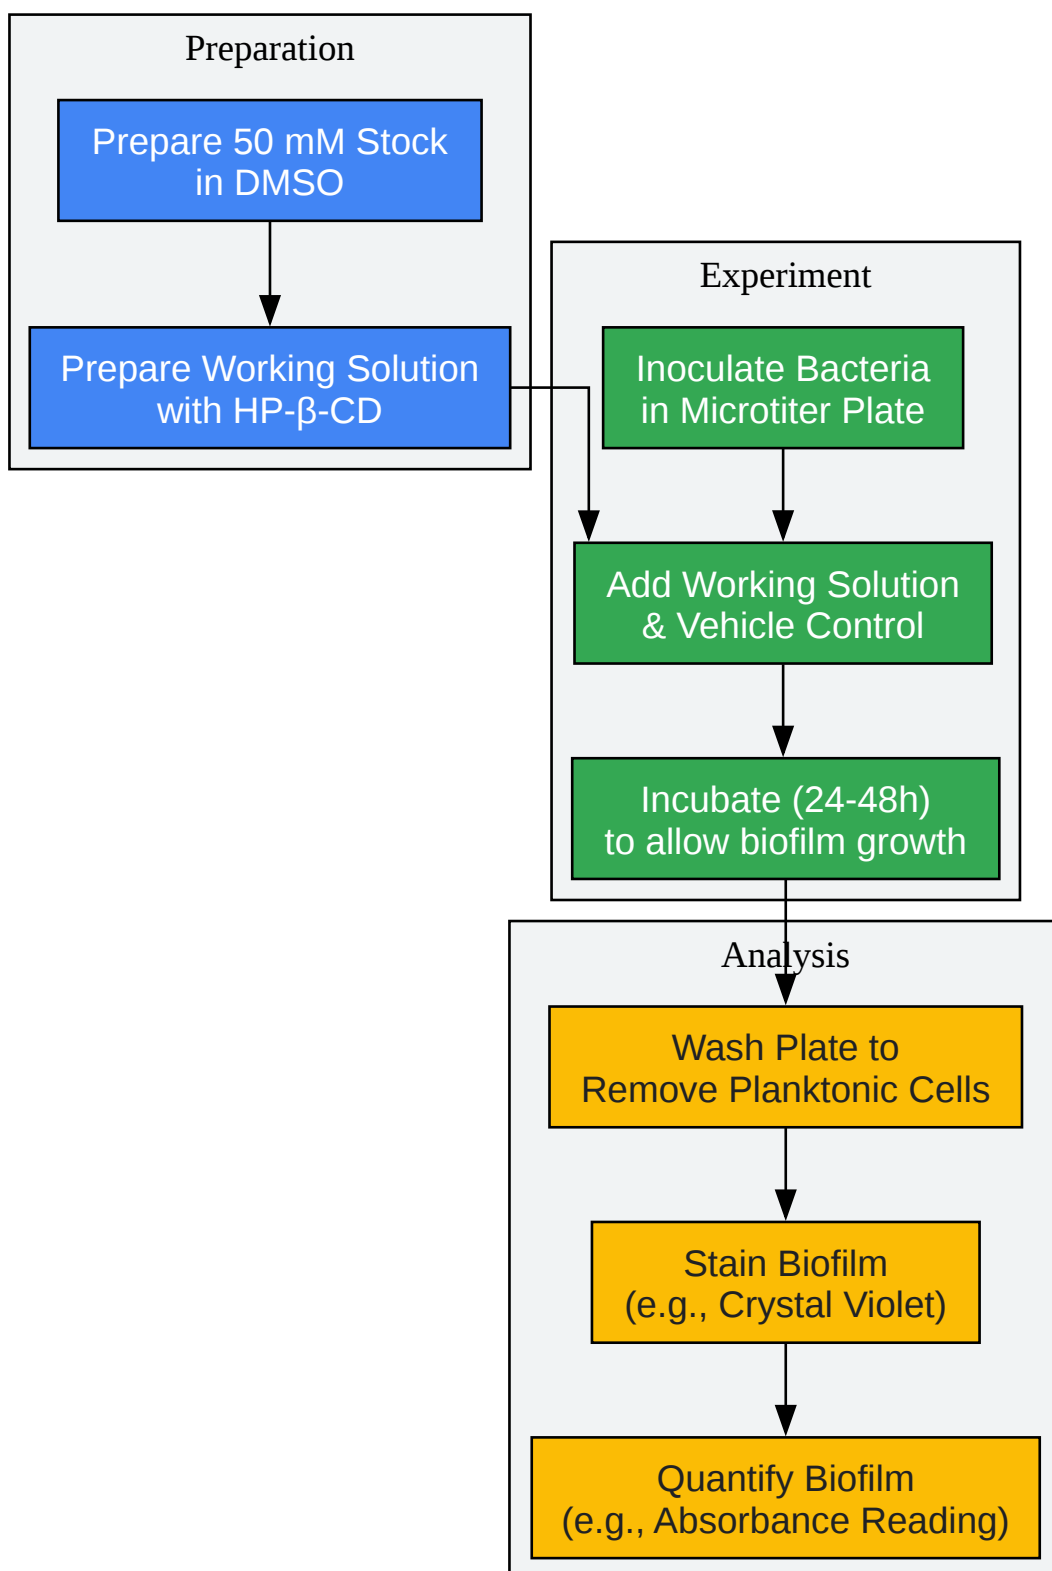 Preparation
Prepare 50 mM Stock
in DMSO
Prepare Working Solution
with HP-β-CD
Experiment
Inoculate Bacteria
in Microtiter Plate
Add Working Solution
& Vehicle Control
Incubate (24-48h)
to allow biofilm growth
Analysis
Wash Plate to
Remove Planktonic Cells
Stain Biofilm
(e.g., Crystal Violet)
Quantify Biofilm
(e.g., Absorbance Reading)